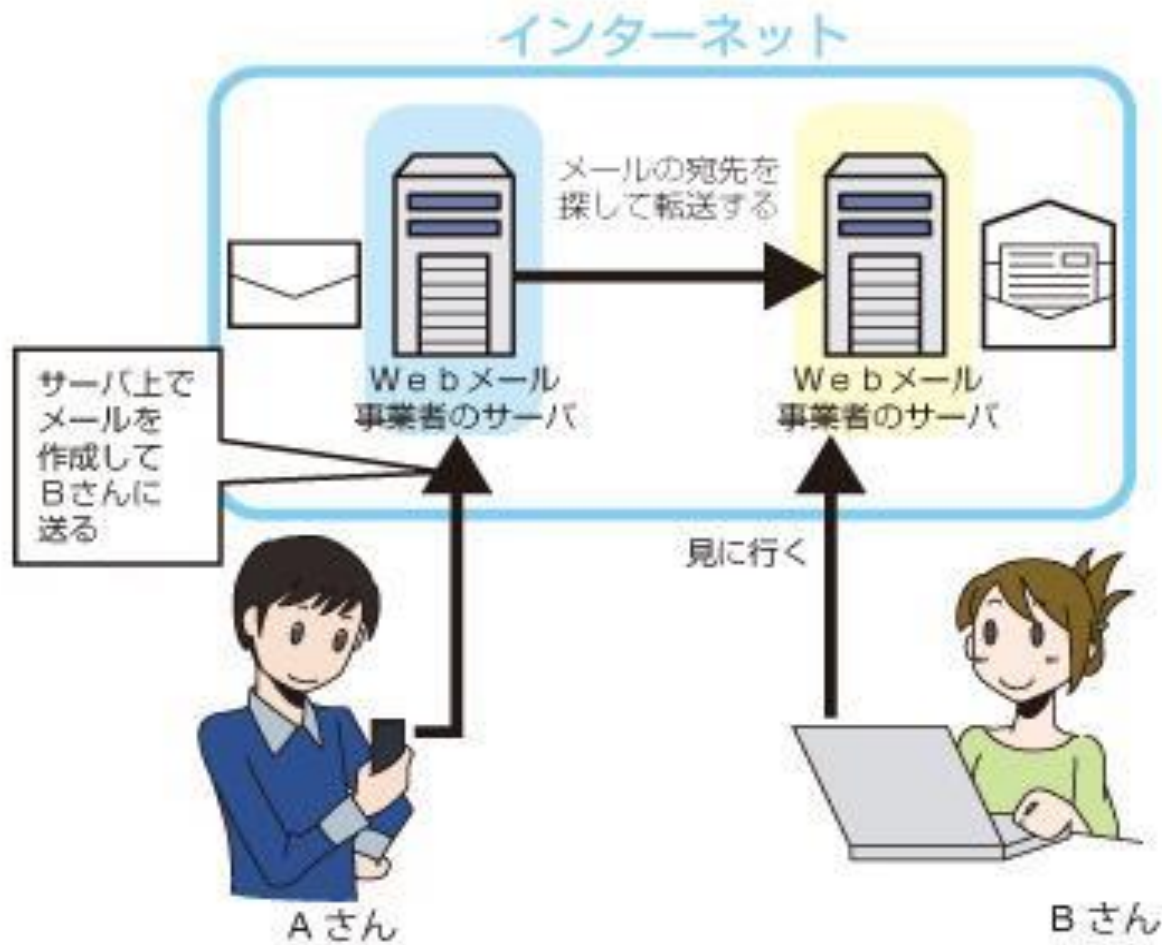 インターネット
メールの宛先を
探して転送する
Ｗｅｂメール
事業者のサーバ
Ｗｅｂメール
事業者のサーバ
サーバ上で
メールを
作成して
Ｂさんに
送る
見に行く
Ａさん
Ｂさん